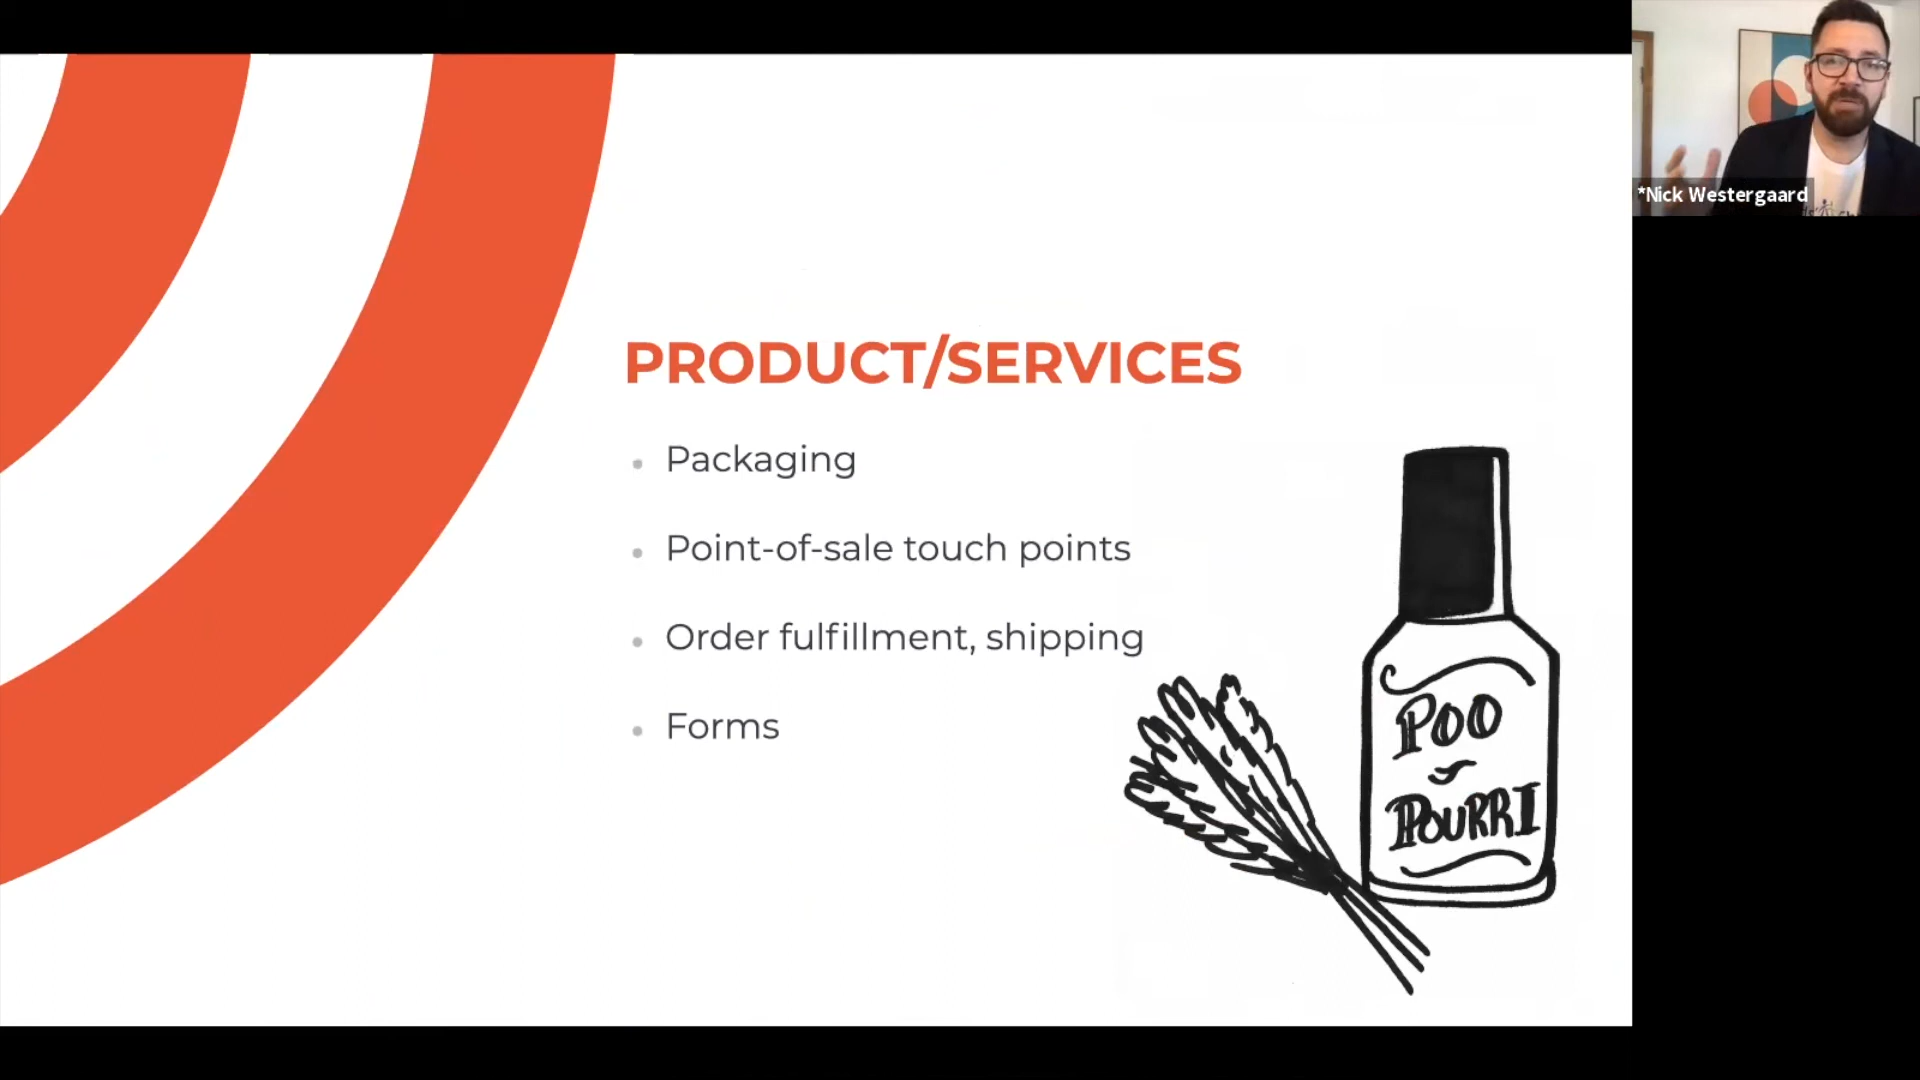 PRODUCT/SERVICES
Packaging
Point-of-sale touch points
Order fulfillment, shipping
Forms
POO
POURRI
*Nick Westergaard